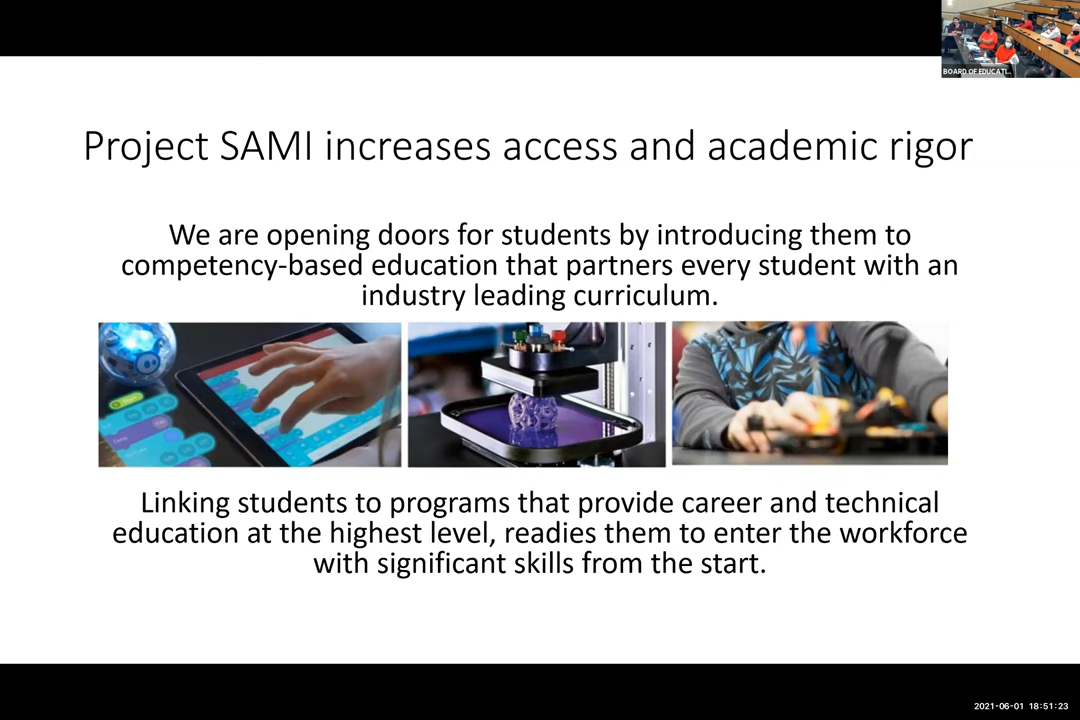 BOARD OF EDUCATI...
Project SAMI increases access and academic rigor
We are opening doors for students by introducing them to
competency-based education that partners every student with an
industry leading curriculum.
Linking students to programs that provide career and technical
education at the highest level, readies them to enter the workforce
with significant skills from the start.
2021-06-01 18:51:23